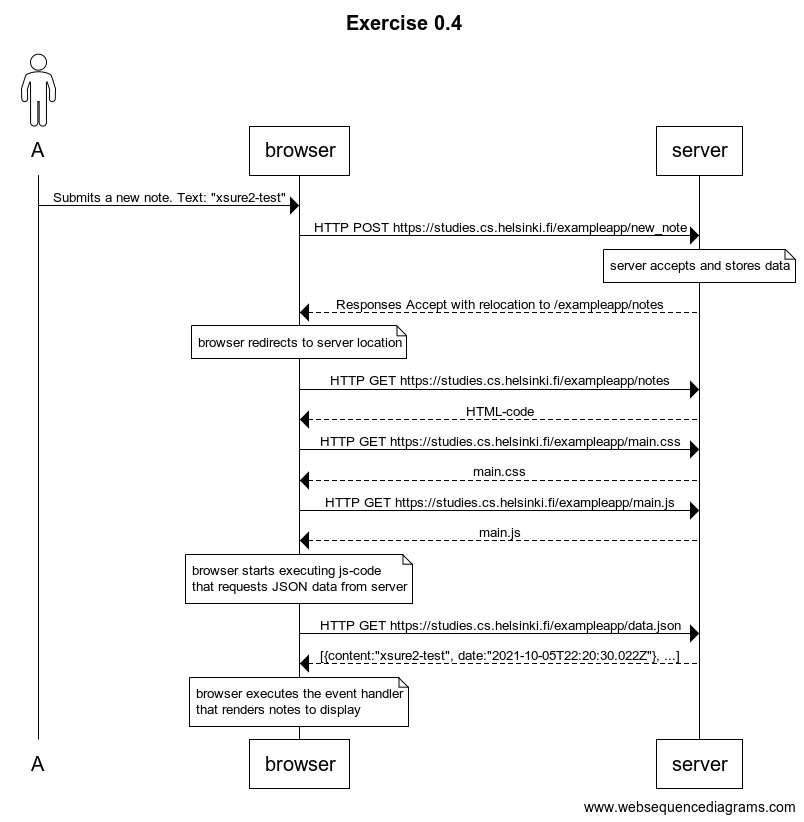 Exercise 0.4
A
browser
server
Submits a new note. Text: "xsure2-test"
HTTP POST https://studies.cs.helsinki.fi/exampleapp/new_note
server accepts and stores data
Responses Accept with relocation to /exampleapp/notes
browser redirects to server location
HTTP GET https://studies.cs.helsinki.fi/exampleapp/notes
HTML-code
HTTP GET https://studies.cs.helsinki.fi/exampleapp/main.css
main.css
HTTP GET https://studies.cs.helsinki.fi/exampleapp/main.js
main.js
browser starts executing js-code
that requests JSON data from server
HTTP GET https://studies.cs.helsinki.fi/exampleapp/data.json
[{content:"xsure2-test", date:"2021-10-05T22:20:30.022Z"}, ...]
browser executes the event handler
that renders notes to display
A
browser
server
www.websequencediagrams.com